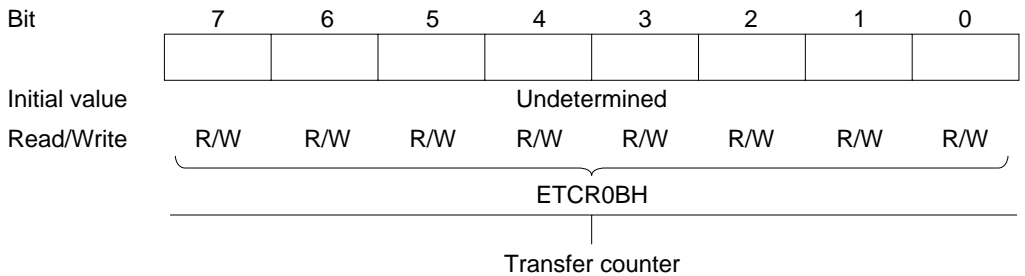 Bit 7 6 5 4 3 2 1 0
Initial value Undetermined
Read/Write R/W R/W R/W R/W R/W R/W R/W R/W
ETCR0BH
Transfer counter